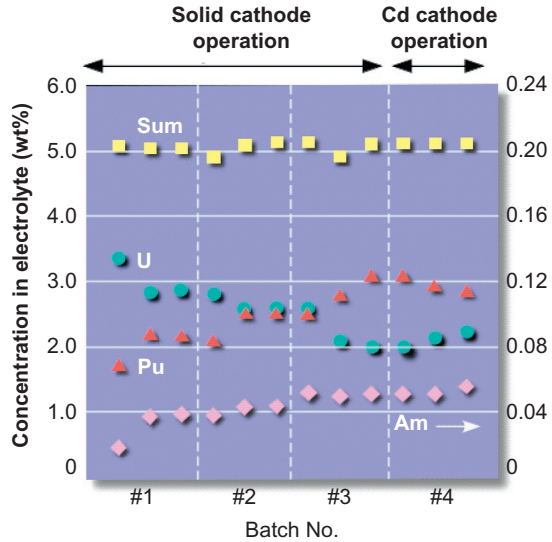 Solid cathode
operation
Cd cathode
operation
Concentration in electrolyte (wt%)
6.0
5.0
4.0
3.0
2.0
1.0
0
0.24
0.20
0.16
0.12
0.08
0.04
0
Sum
U
Pu
Am
#1
#2
#3
#4
Batch No.